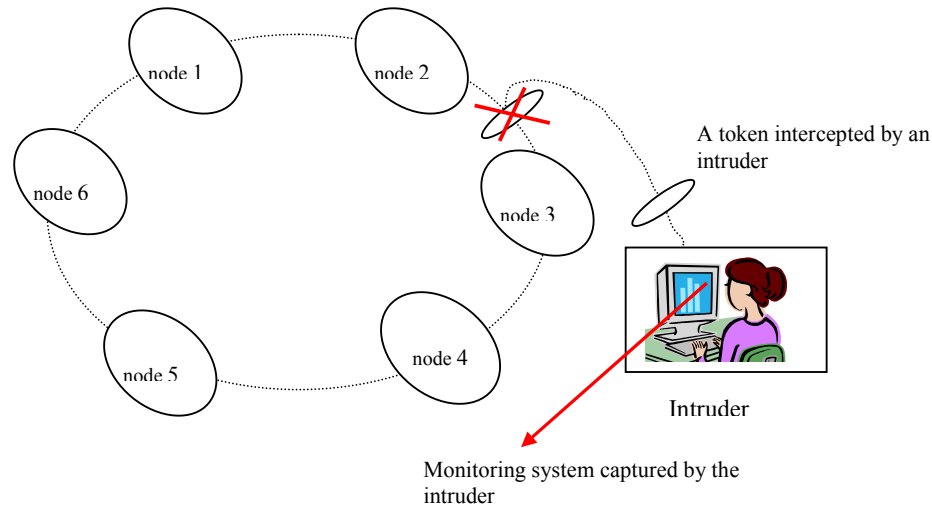 node 1
node 2
A token intercepted by an
intruder
node 6
node 3
node 4
node 5
Intruder
Monitoring system captured by the
intruder